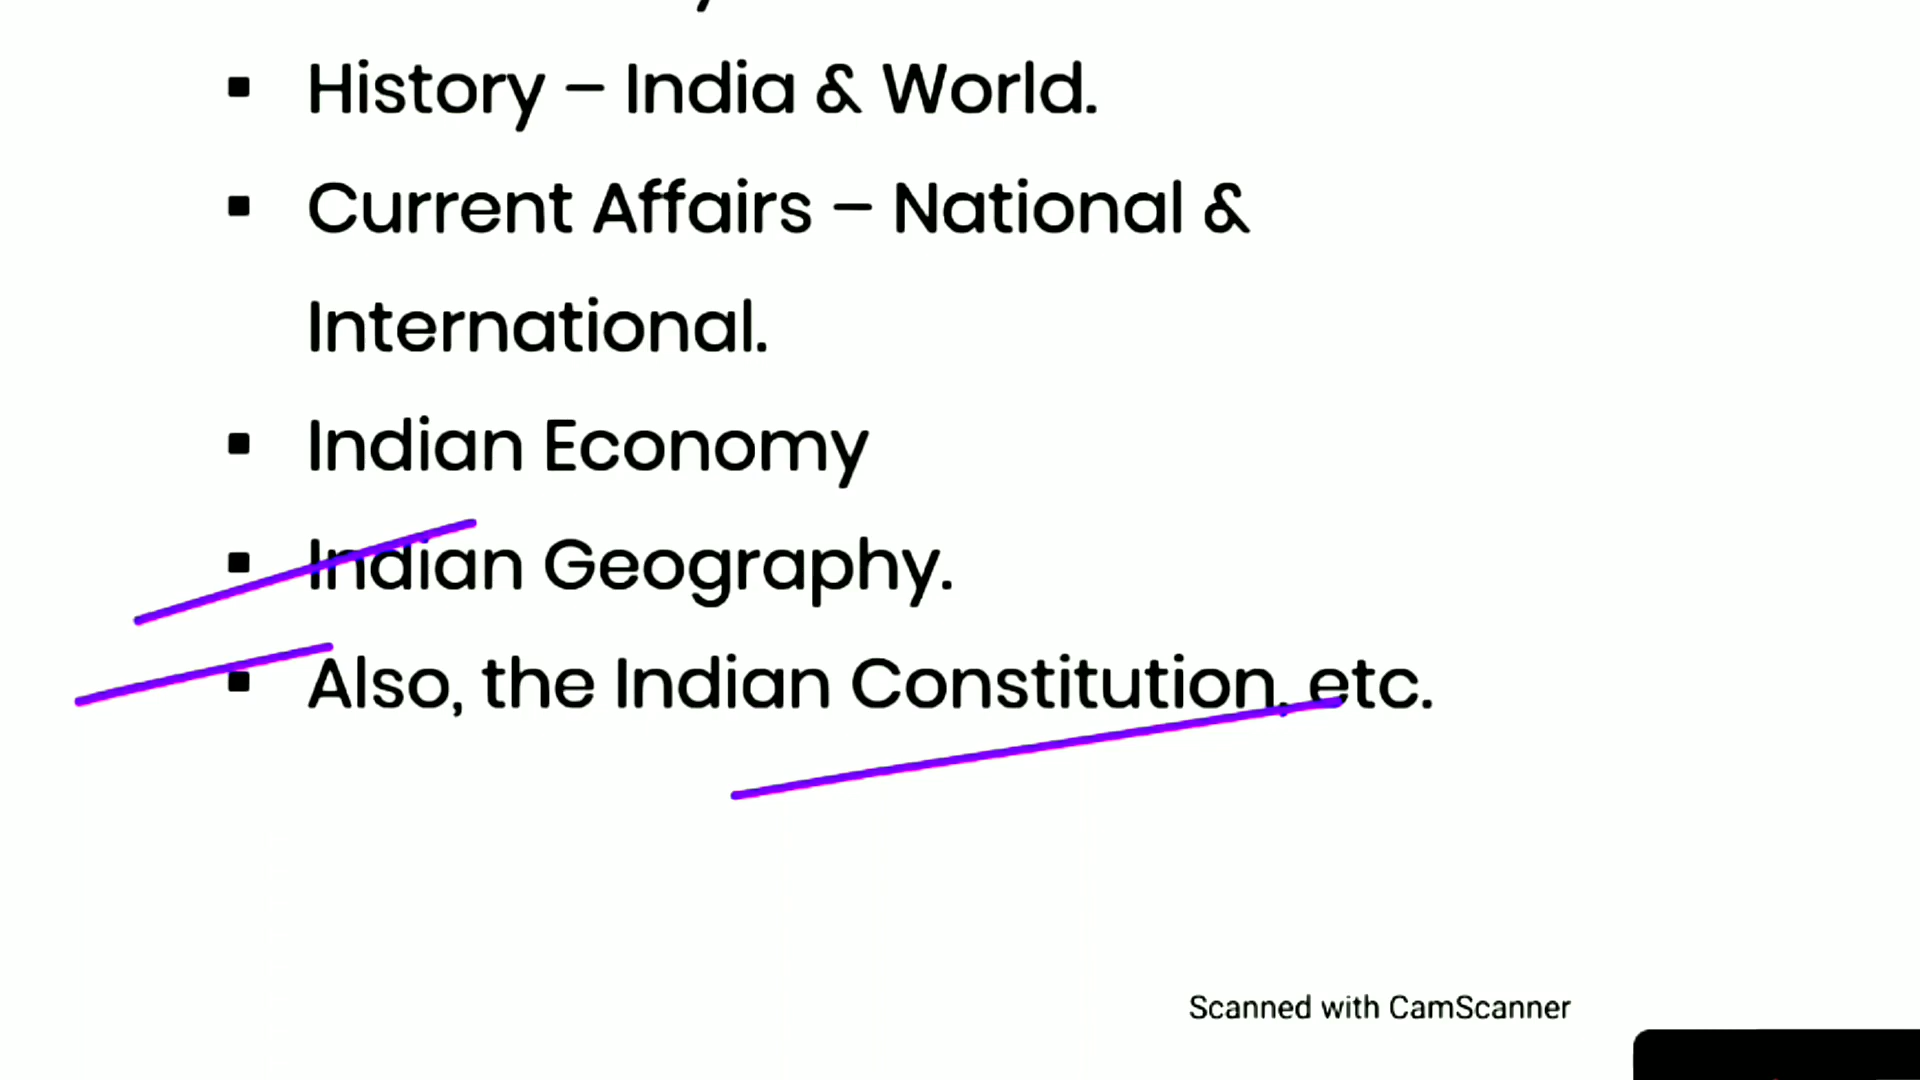 ▪ History – India & World.
▪ Current Affairs – National &
International.
▪ Indian Economy
▪ Indian Geography.
▪ Also, the Indian Constitution, etc.
Scanned with CamScanner